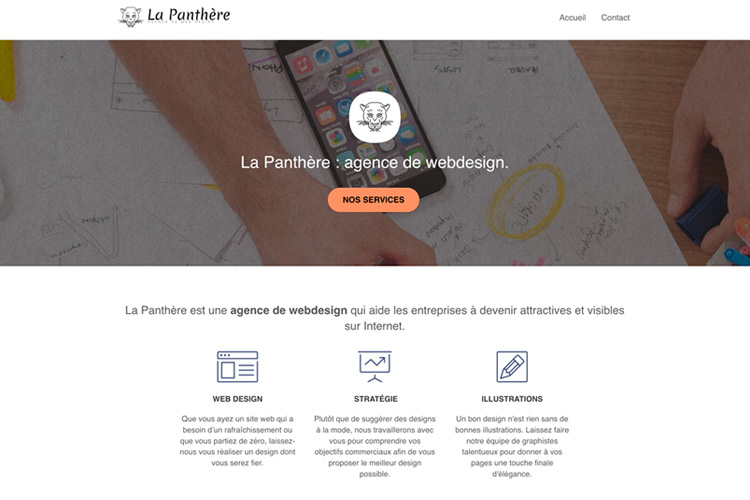 La Panthère
Accueil Contact
La Panthère : agence de webdesign.
NOS SERVICES
La Panthère est une agence de webdesign qui aide les entreprises à devenir attractives et visibles
sur Internet.
WEB DESIGN
Que vous ayez un site web qui a
besoin d'un rafraîchissement ou
que vous partiez de zéro, laissez-
nous vous réaliser un design dont
vous serez fier.
STRATÉGIE
Plutôt que de suggérer des designs
à la mode, nous travaillerons avec
vous pour comprendre vos
objectifs commerciaux afin de vous
proposer le meilleur design
possible.
ILLUSTRATIONS
Un bon design n'est rien sans de
bonnes illustrations. Laissez faire
notre équipe de graphistes
talentueux pour donner à vos
pages une touche finale
d'élégance.